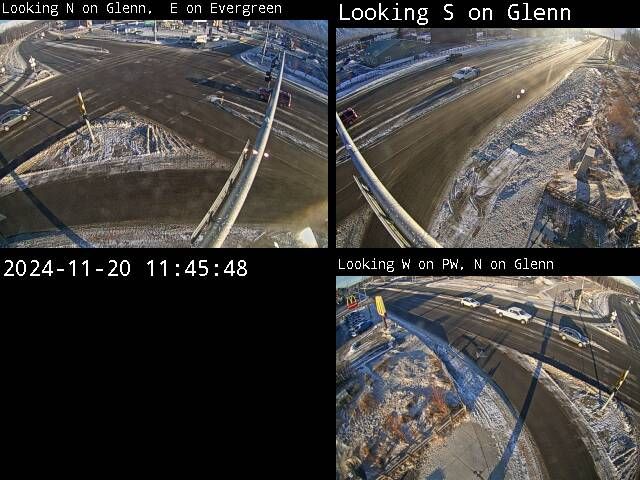 Looking N on Glenn,  E on Evergreen
Looking S on Glenn
2024-11-20 11:45:48
Looking W on PW, N on Glenn